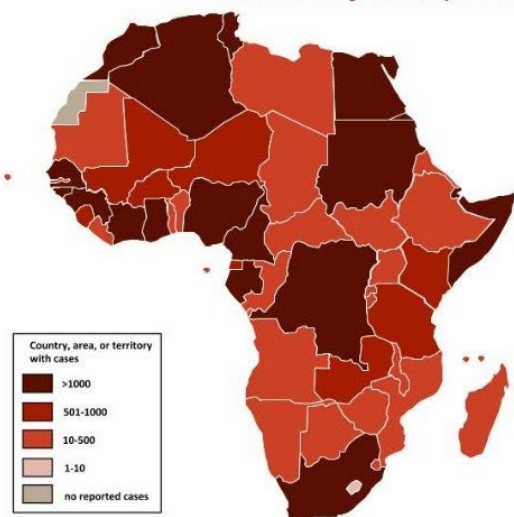 Country, area, or territory
with cases
>1000
501-1000
10-500
1-10
no reported cases